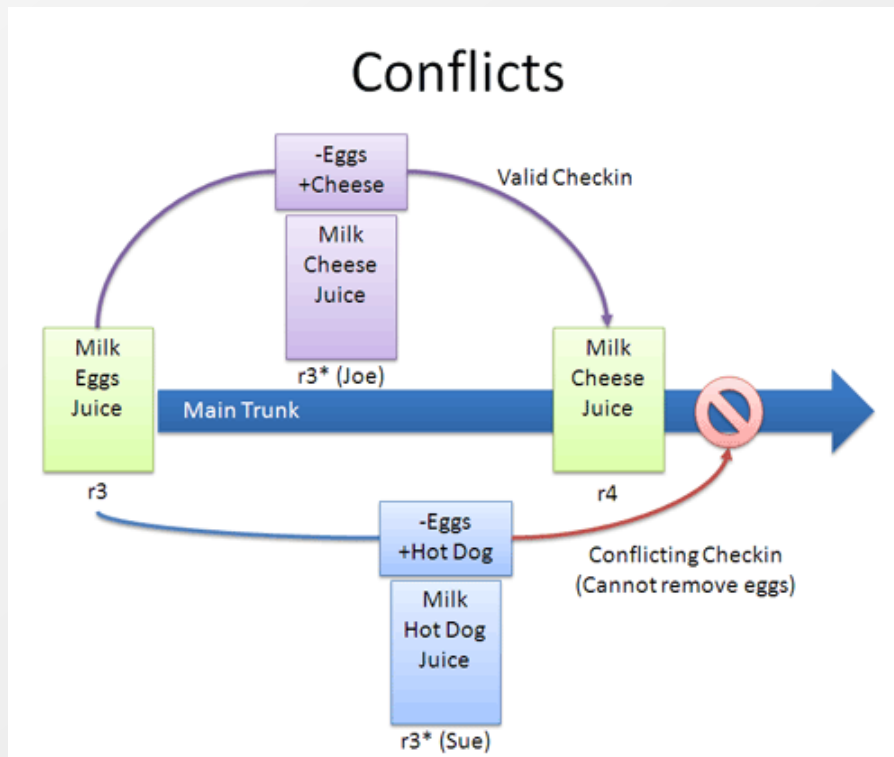 Conflicts
-Eggs
+Cheese
Valid Checkin
Milk
Cheese
Juice
r3* (Joe)
Milk
Eggs
Juice
r3
Main Trunk
Milk
Cheese
Juice
r4
-Eggs
+Hot Dog
Conflicting Checkin
(Cannot remove eggs)
Milk
Hot Dog
Juice
r3* (Sue)